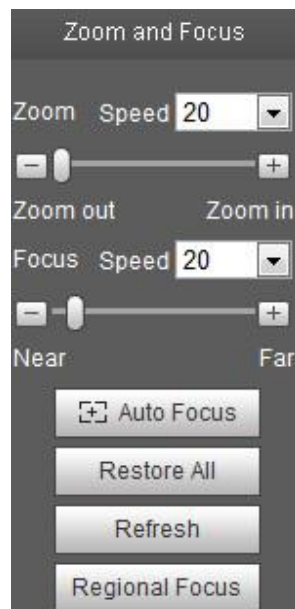 Zoom and Focus
Zoom Speed 20
Zoom out Zoom in
Focus Speed 20
Near Far
Auto Focus
Restore All
Refresh
Regional Focus